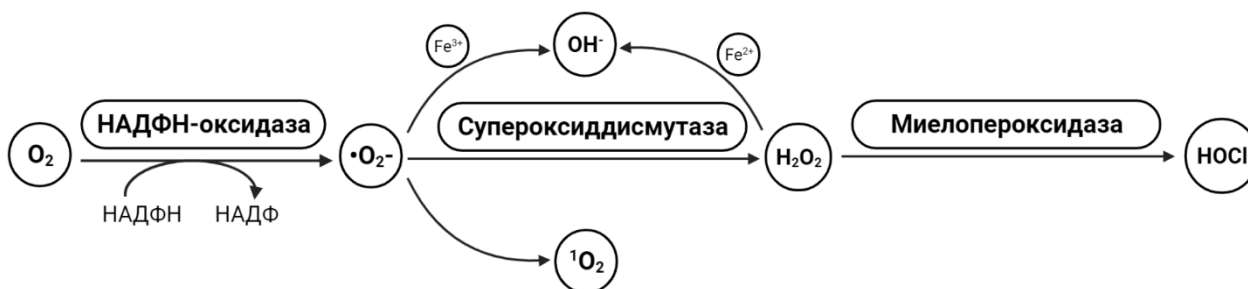 Fe³⁺
OH⁻
Fe²⁺
НАДФН-оксидаза
Супероксиддисмутаза
Миелопероксидаза
O₂
•O₂-
H₂O₂
HOCl
НАДФН
НАДФ
¹O₂